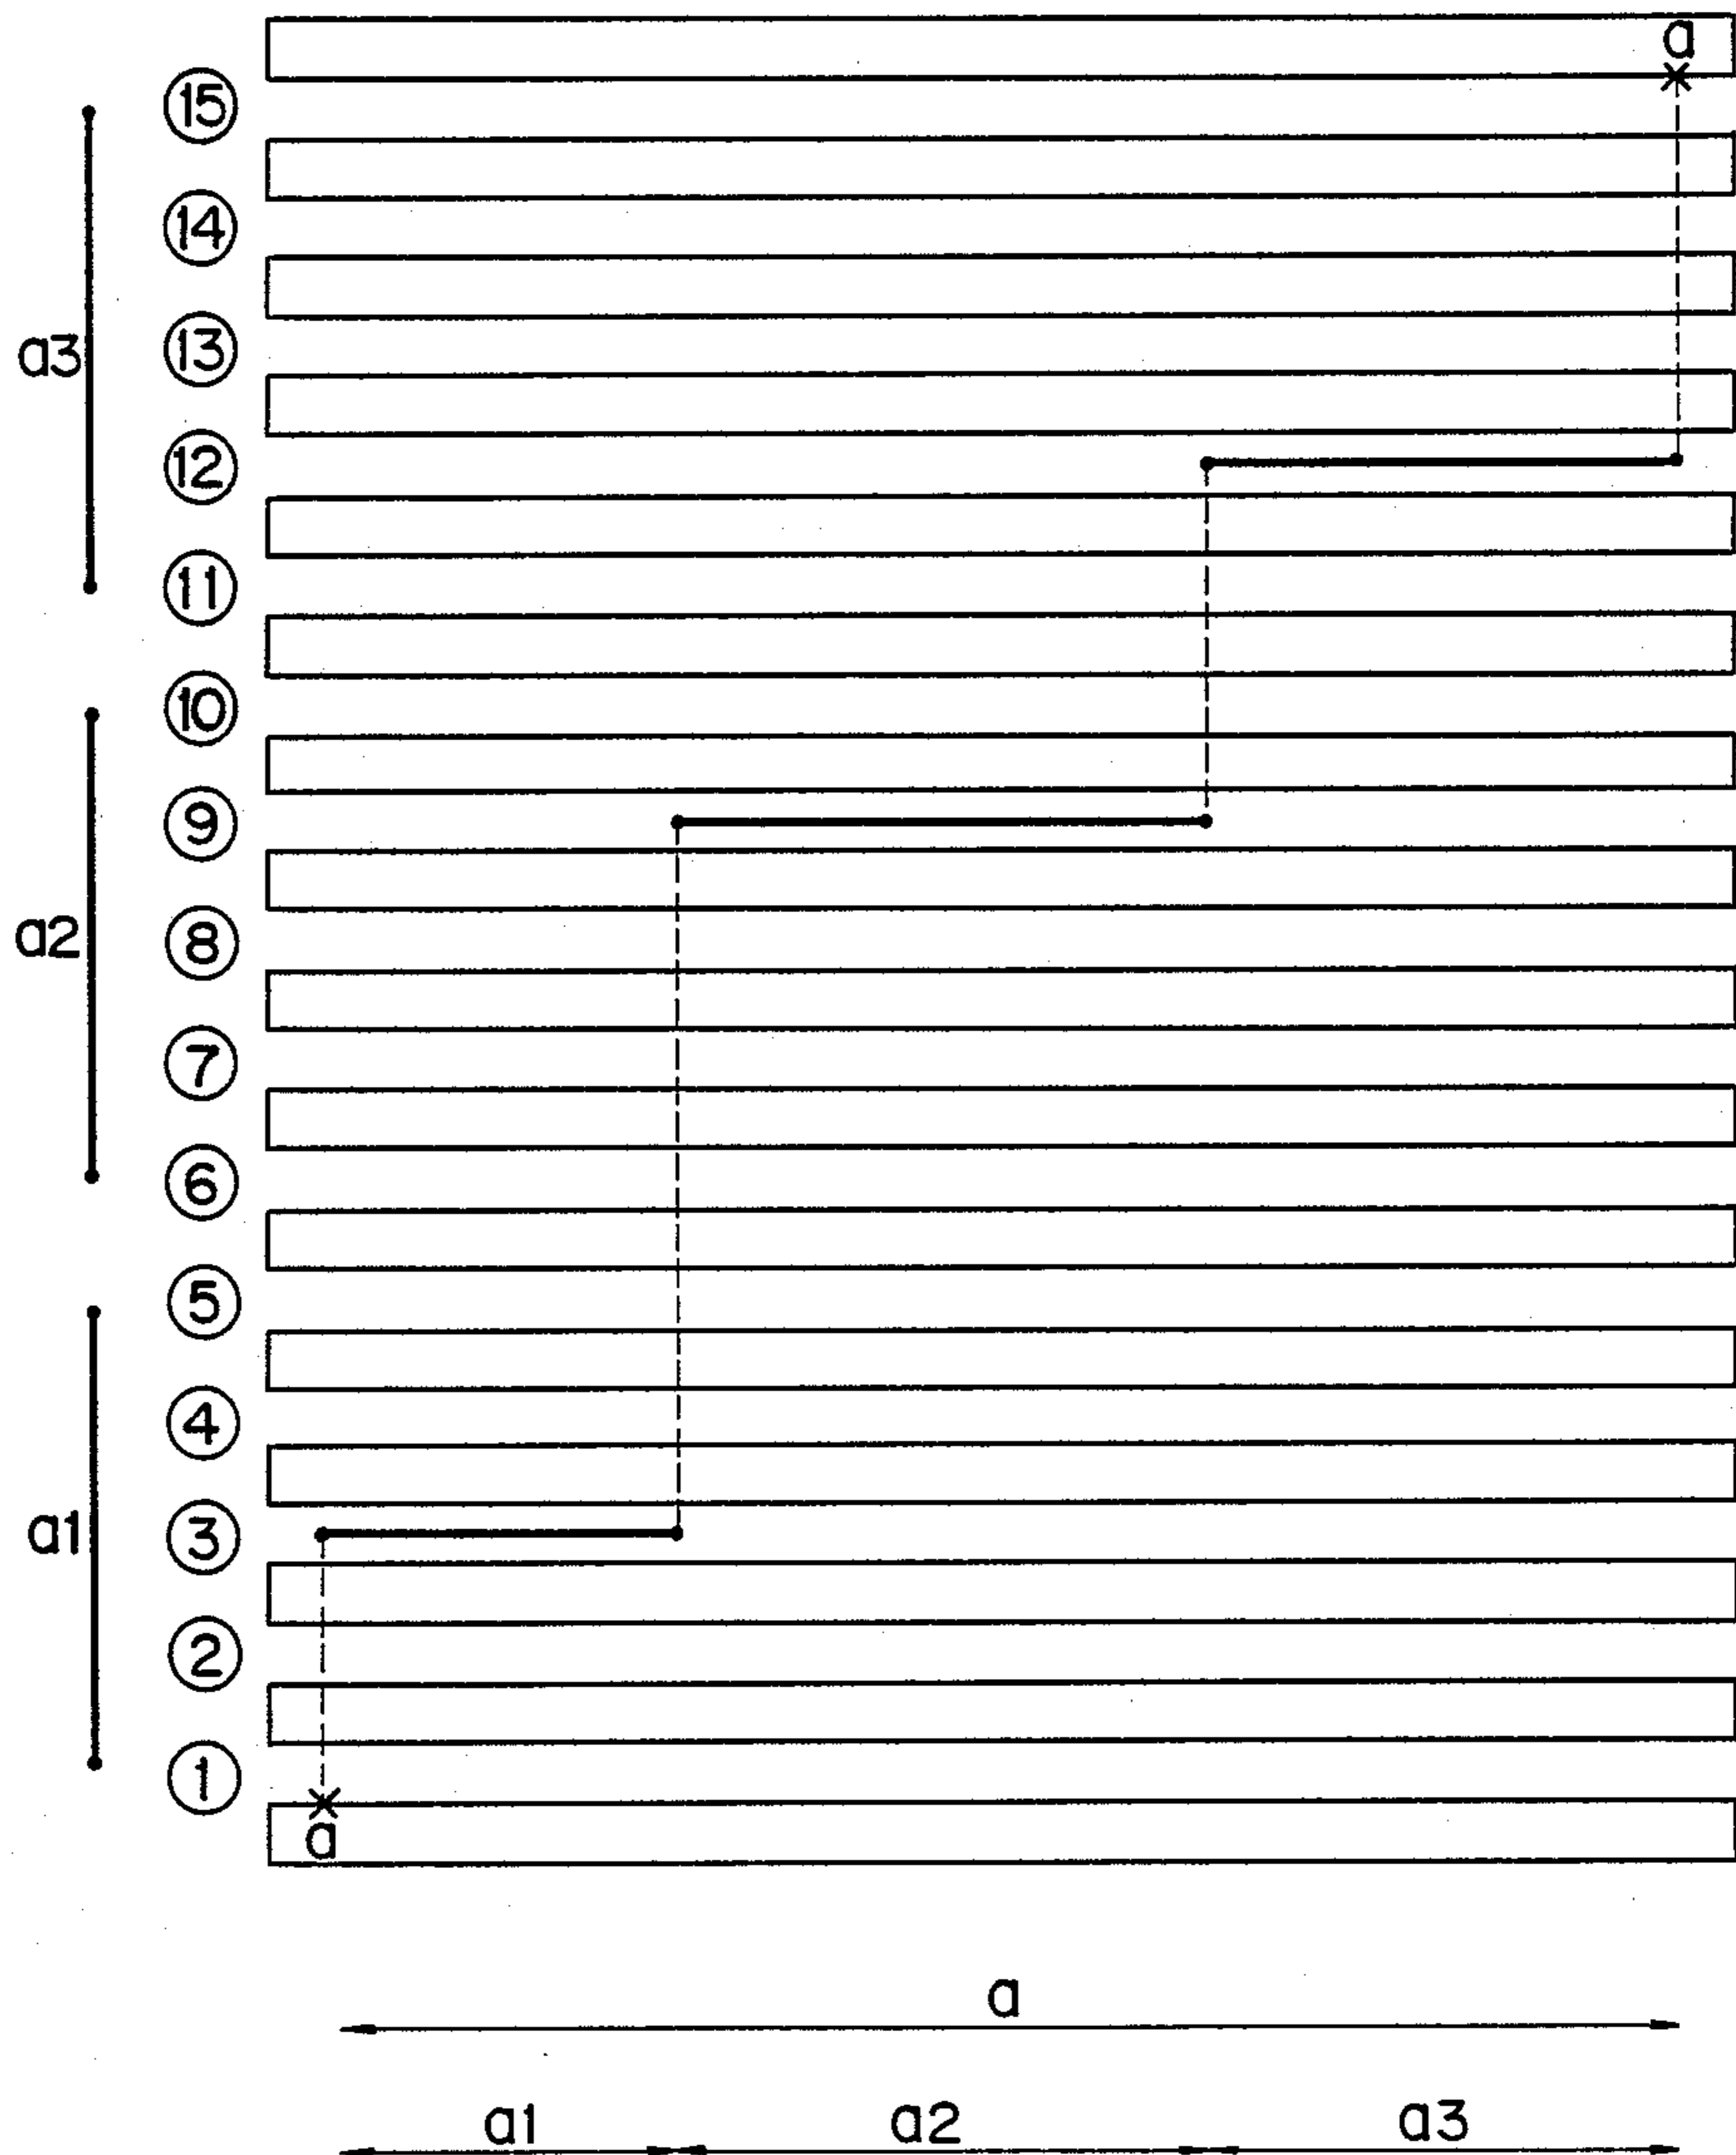 a
⑮
⑭
a3
⑬
⑫
⑪
⑩
⑨
a2
⑧
⑦
⑥
⑤
④
a1
③
②
①
a
a
a1 a2 a3